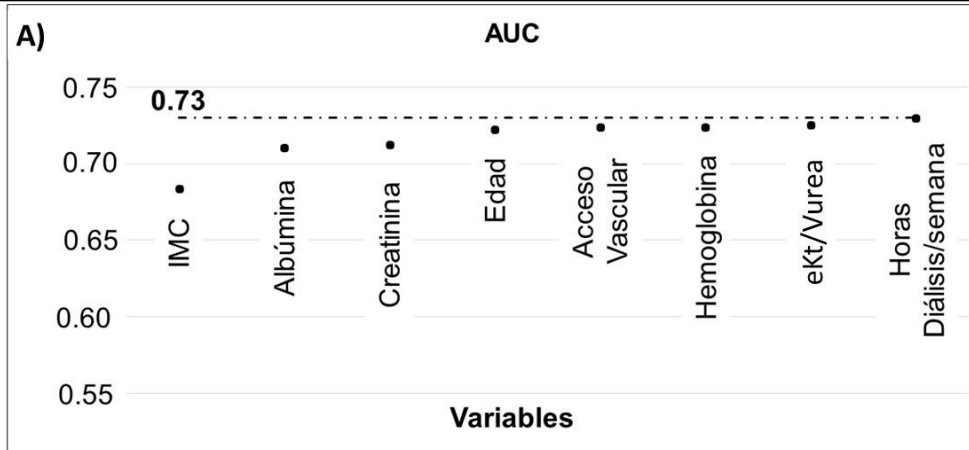 A)
AUC
0.75
0.73
0.70
0.65
0.60
0.55
IMC
Albúmina
Creatinina
Edad
Acceso
Vascular
Hemoglobina
eKt/Vurea
Horas
Diálisis/semana
Variables